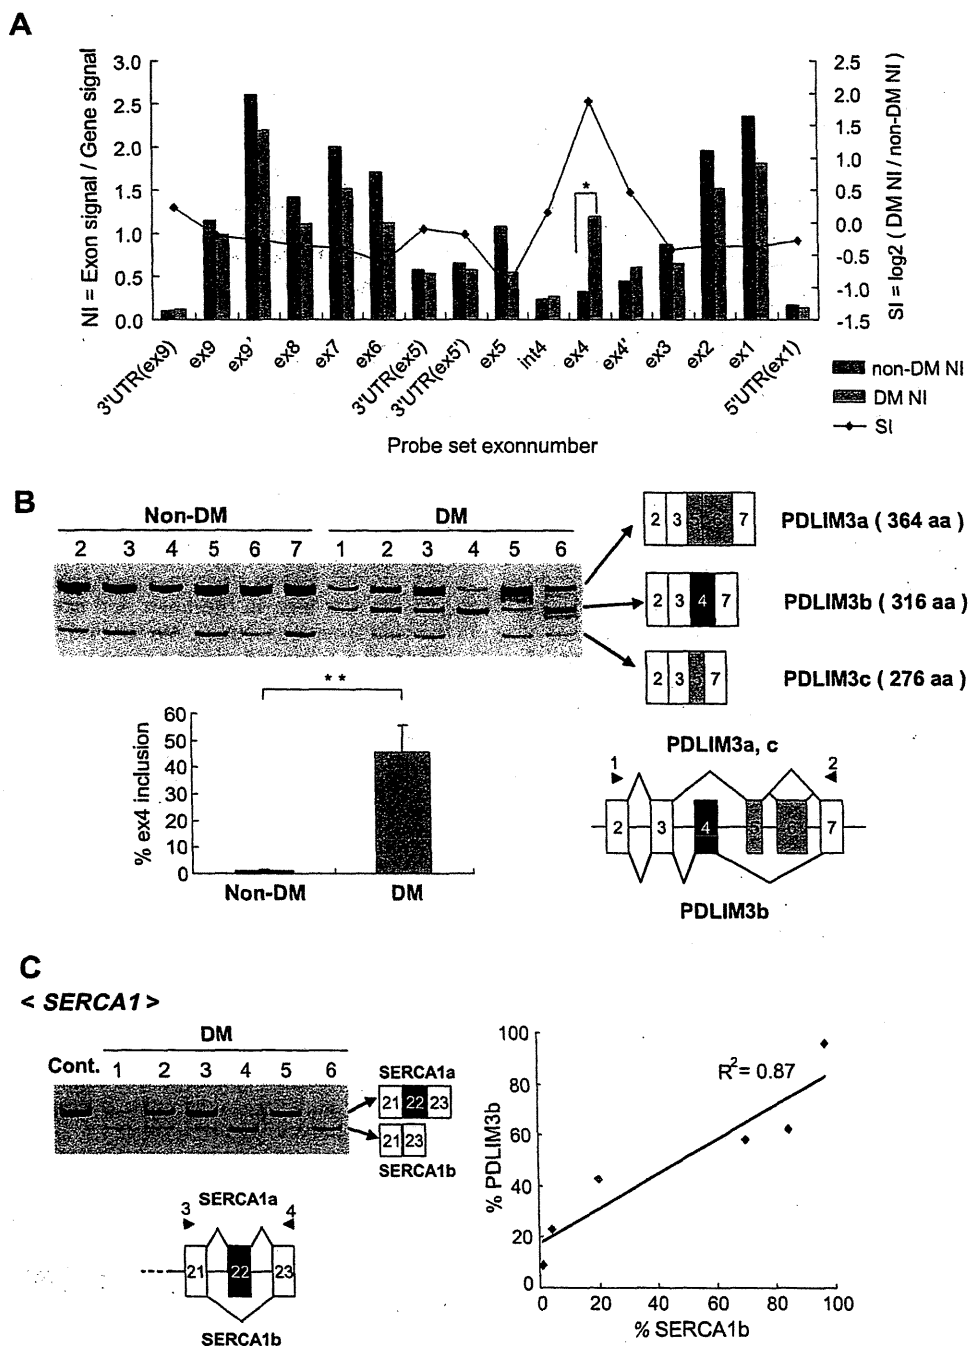 A
NI = Exon signal / Gene signal
3.0
2.5
2.0
1.5
1.0
0.5
0.0
*
2.5
2.0
1.5
1.0
0.5
0.0
-0.5
-1.0
-1.5
SI = log2 ( DM NI / non-DM NI )
3'UTR(ex9)
ex9
ex9'
ex8
ex7
ex6
3'UTR(ex5)
3'UTR(ex5')
ex5
int4
ex4
ex4'
ex3
ex2
ex1
5'UTR(ex1)
non-DM NI
DM NI
SI
Probe set exonnumber
B
Non-DM DM
2 3 4 5 6 7 1 2 3 4 5 6
2 3 5 6 7 PDLIM3a ( 364 aa )
2 3 4 7 PDLIM3b ( 316 aa )
2 3 5 7 PDLIM3c ( 276 aa )
% ex4 inclusion
60
50
40
30
20
10
0
* *
Non-DM DM
PDLIM3a, c
1 2
2 3 4 5 6 7
PDLIM3b
C
< SERCA1 >
DM
Cont. 1 2 3 4 5 6
SERCA1a
21 22 23
21 23
SERCA1b
SERCA1a
3 4
21 22 23
SERCA1b
% PDLIM3b
100
80
60
40
20
0
R2= 0.87
0 20 40 60 80 100
% SERCA1b